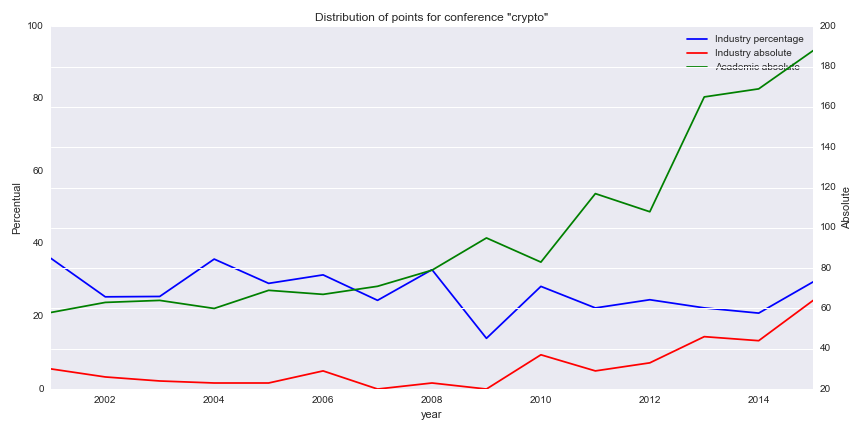 Distribution of points for conference "crypto"
Industry percentage
Industry absolute
Academic absolute
Percentual
100
80
60
40
20
0
200
180
160
140
120
100
80
60
40
20
Absolute
2002 2004 2006 2008 2010 2012 2014
year